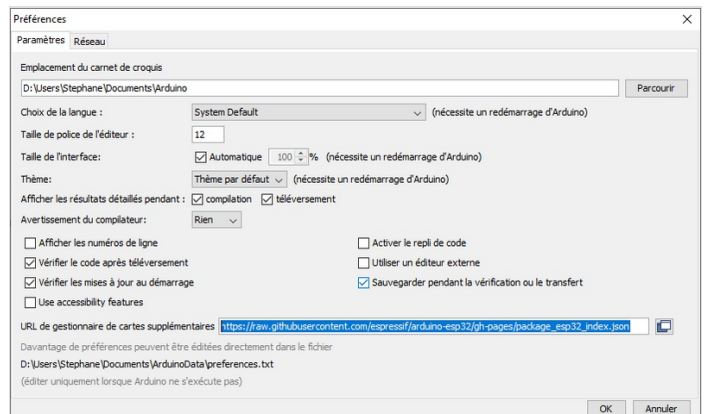 Préférences
Paramètres Réseau
Emplacement du carnet de croquis
D:\Users\Stephane\Documents\Arduino Parcourir
Choix de la langue : System Default (nécessite un redémarrage d'Arduino)
Taille de police de l'éditeur : 12
Taille de l'interface: Automatique 100 % (nécessite un redémarrage d'Arduino)
Thème: Thème par défaut (nécessite un redémarrage d'Arduino)
Afficher les résultats détaillés pendant : compilation téléversement
Avertissement du compilateur: Rien
Afficher les numéros de ligne Activer le repli de code
Vérifier le code après téléversement Utiliser un éditeur externe
Vérifier les mises à jour au démarrage Sauvegarder pendant la vérification ou le transfert
Use accessibility features
URL de gestionnaire de cartes supplémentaires https://raw.githubusercontent.com/espressif/arduino-esp32/gh-pages/package_esp32_index.json
Davantage de préférences peuvent être éditées directement dans le fichier
D:\Users\Stephane\Documents\ArduinoData\preferences.txt
(éditer uniquement lorsque Arduino ne s'exécute pas)
OK Annuler